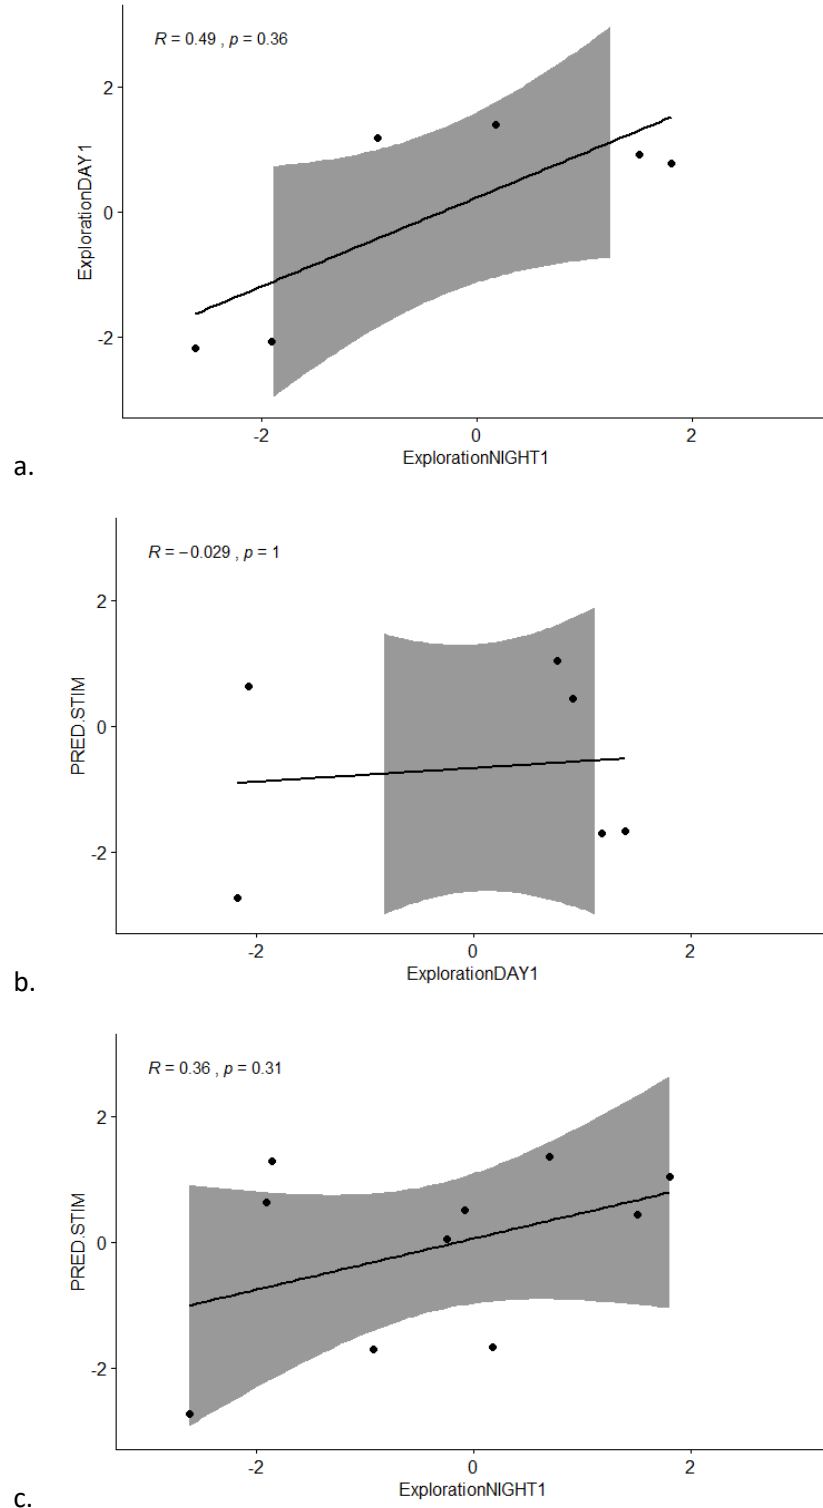 R = 0.49 , p = 0.36
2
0
-2
ExplorationDAY1
-2 0 2
ExplorationNIGHT1
a.
R = −0.029 , p = 1
2
0
-2
PRED.STIM
-2 0 2
ExplorationDAY1
b.
R = 0.36 , p = 0.31
2
0
-2
PRED.STIM
-2 0 2
ExplorationNIGHT1
c.